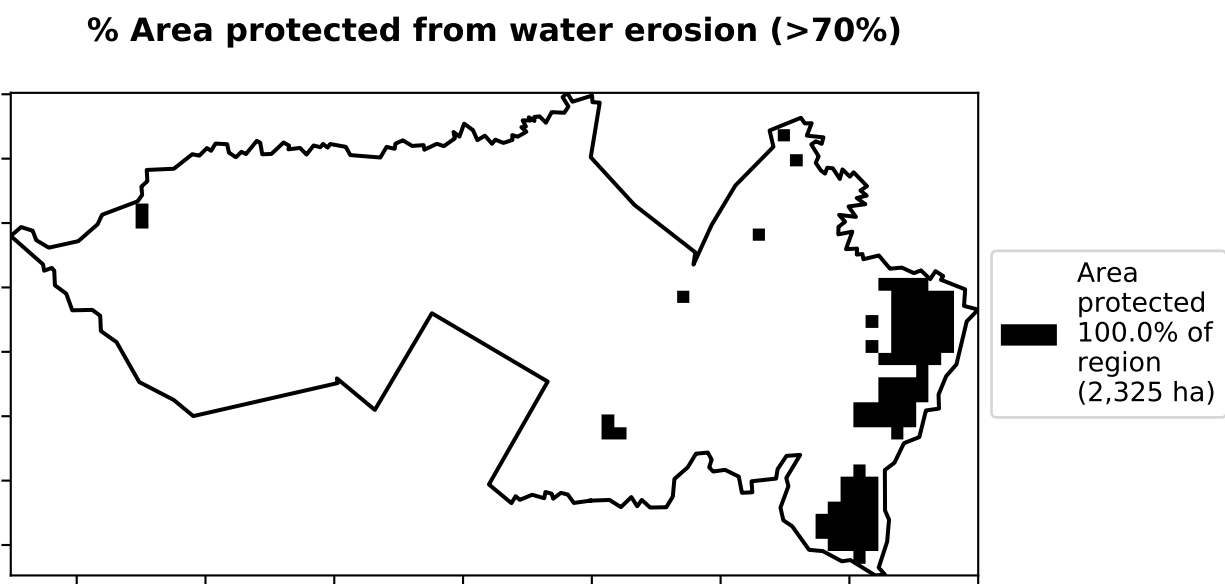 % Area protected from water erosion (>70%)
Area
protected
100.0% of
region
(2,325 ha)